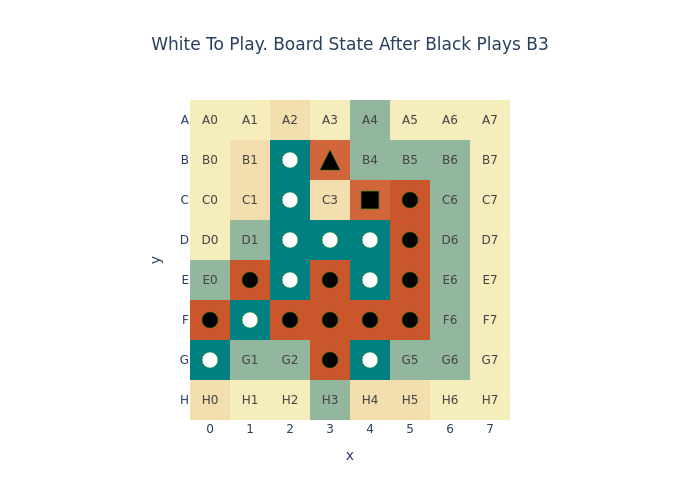 White To Play. Board State After Black Plays B3
A A0 A1 A2 A3 A4 A5 A6 A7
B B0 B1 B4 B5 B6 B7
C C0 C1 C3 C6 C7
D D0 D1 D6 D7
y
E E0 E6 E7
F F6 F7
G G1 G2 G5 G6 G7
H H0 H1 H2 H3 H4 H5 H6 H7
0 1 2 3 4 5 6 7
x